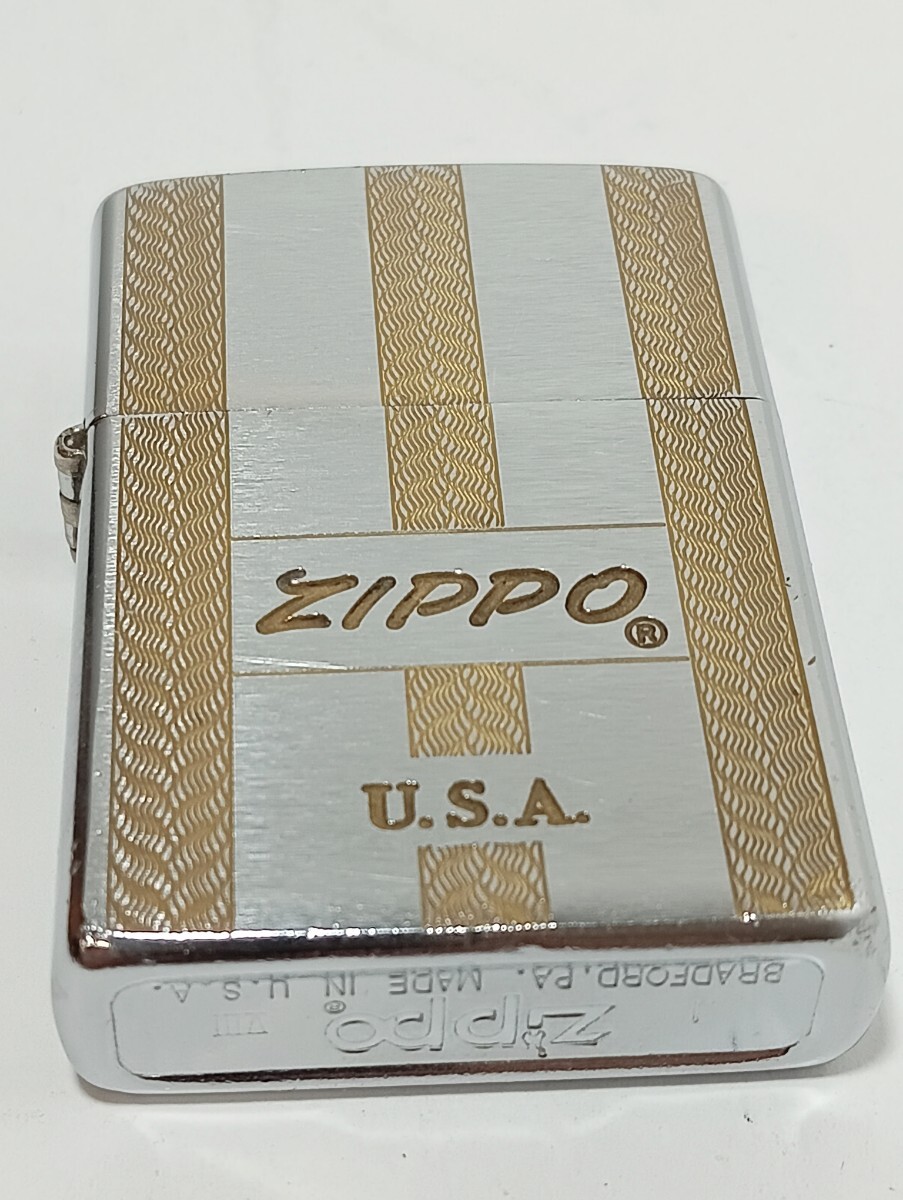 ZIPPO®
U.S.A.
Zippo® VIII
BRADFORD, PA. MADE IN U.S.A.